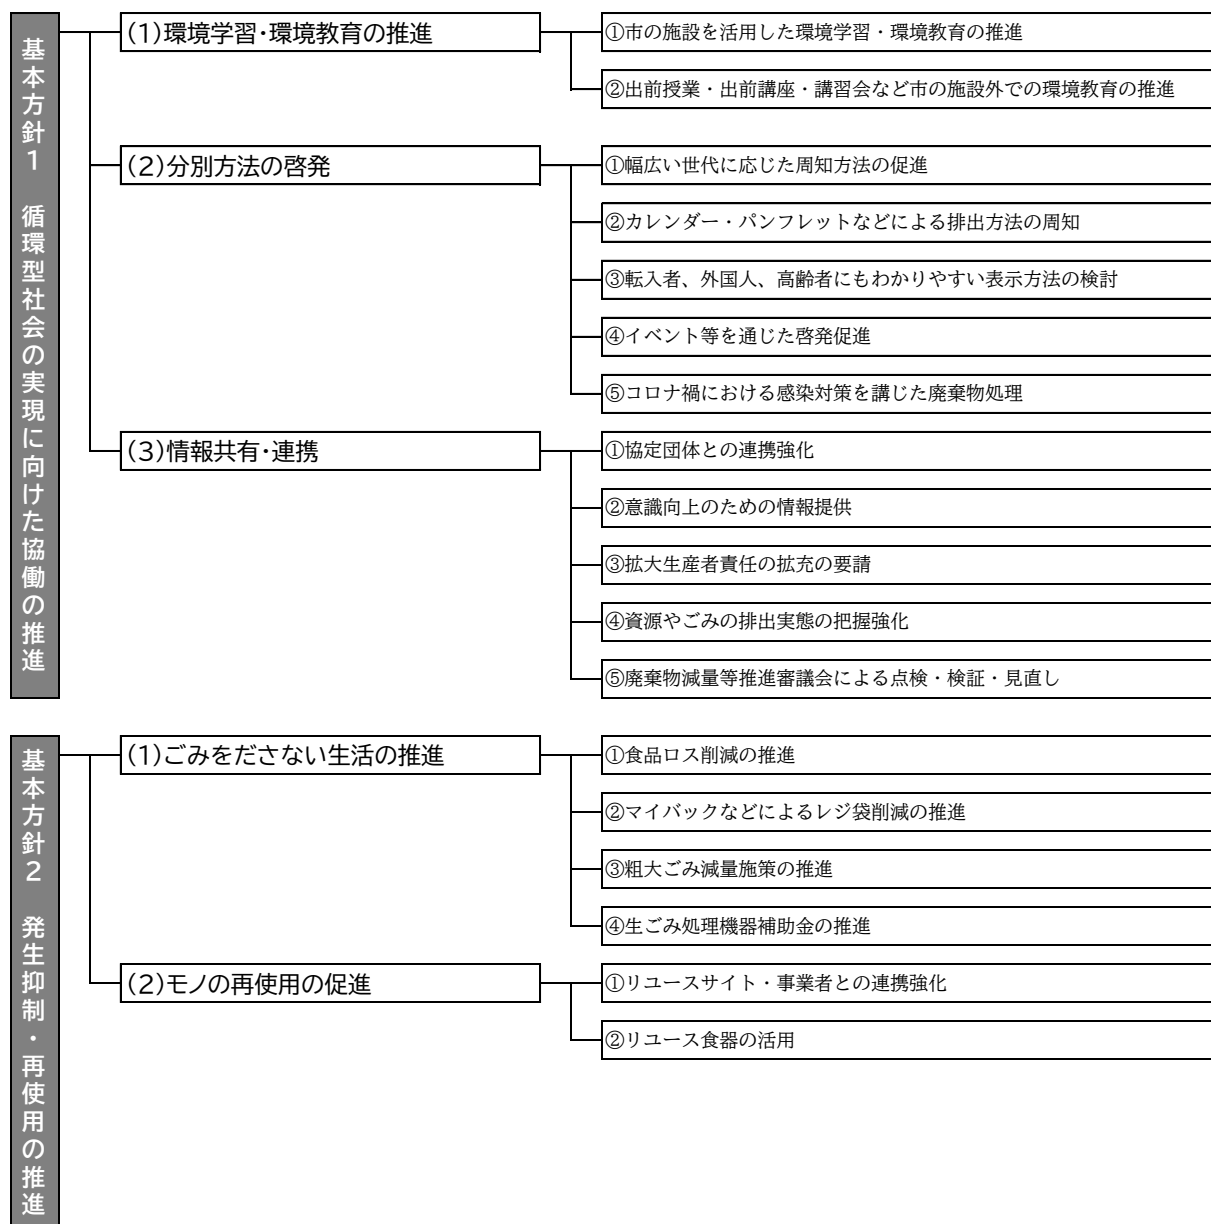 基本方針1 循環型社会の実現に向けた協働の推進
(1)環境学習・環境教育の推進
①市の施設を活用した環境学習・環境教育の推進
②出前授業・出前講座・講習会など市の施設外での環境教育の推進
(2)分別方法の啓発
①幅広い世代に応じた周知方法の促進
②カレンダー・パンフレットなどによる排出方法の周知
③転入者、外国人、高齢者にもわかりやすい表示方法の検討
④イベント等を通じた啓発促進
⑤コロナ禍における感染対策を講じた廃棄物処理
(3)情報共有・連携
①協定団体との連携強化
②意識向上のための情報提供
③拡大生産者責任の拡充の要請
④資源やごみの排出実態の把握強化
⑤廃棄物減量等推進審議会による点検・検証・見直し
基本方針2 発生抑制・再使用の推進
(1)ごみをださない生活の推進
①食品ロス削減の推進
②マイバックなどによるレジ袋削減の推進
③粗大ごみ減量施策の推進
④生ごみ処理機器補助金の推進
(2)モノの再使用の促進
①リユースサイト・事業者との連携強化
②リユース食器の活用